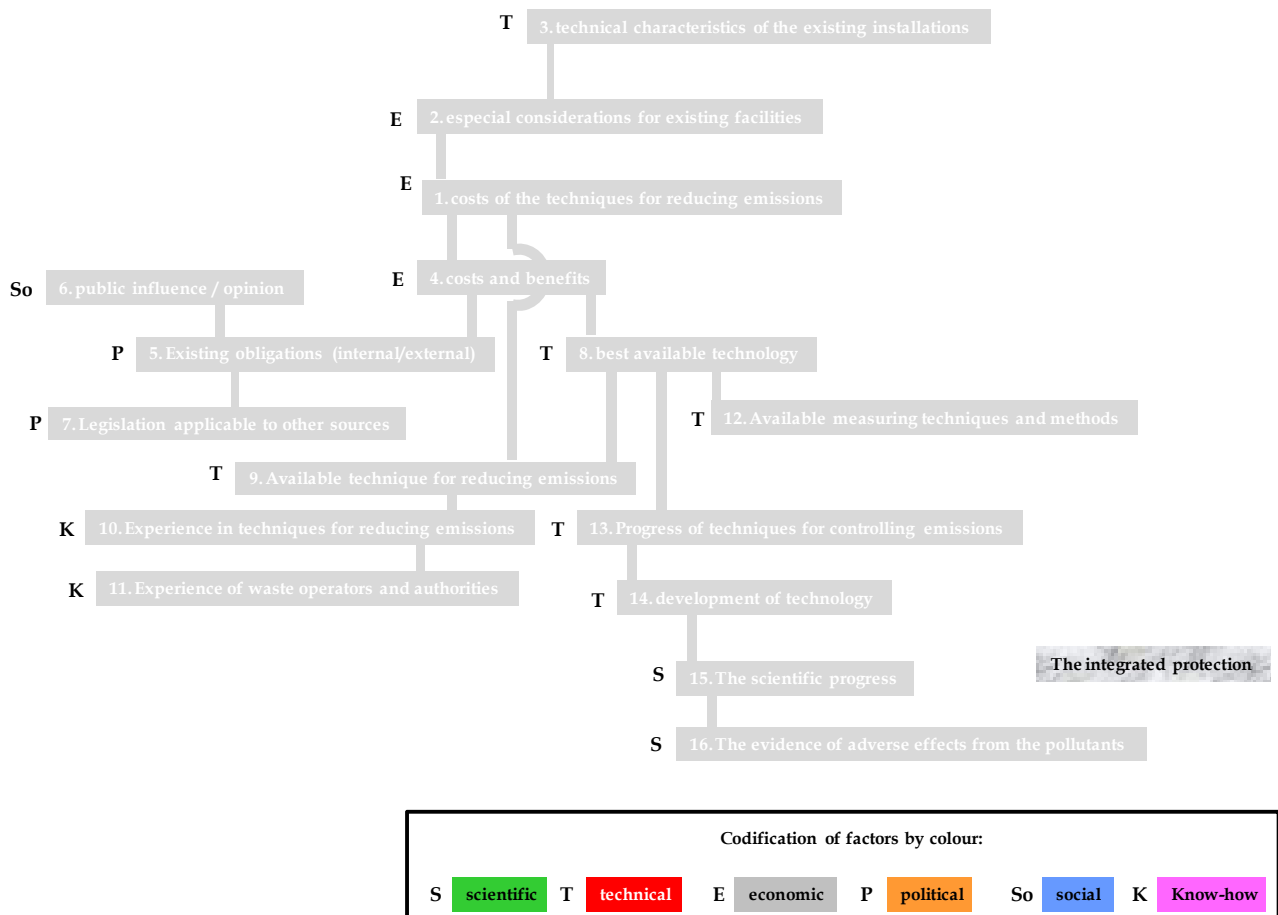 T 3. technical characteristics of the existing installations
E 2. especial considerations for existing facilities
E 1. costs of the techniques for reducing emissions
E 4. costs and benefits
So 6. public influence / opinion
P 5. Existing obligations (internal/external)
T 8. best available technology
P 7. Legislation applicable to other sources
T 12. Available measuring techniques and methods
T 9. Available technique for reducing emissions
K 10. Experience in techniques for reducing emissions
T 13. Progress of techniques for controlling emissions
K 11. Experience of waste operators and authorities
T 14. development of technology
The integrated protection
S 15. The scientific progress
S 16. The evidence of adverse effects from the pollutants
Codification of factors by colour:
S scientific T technical E economic P political So social K Know-how